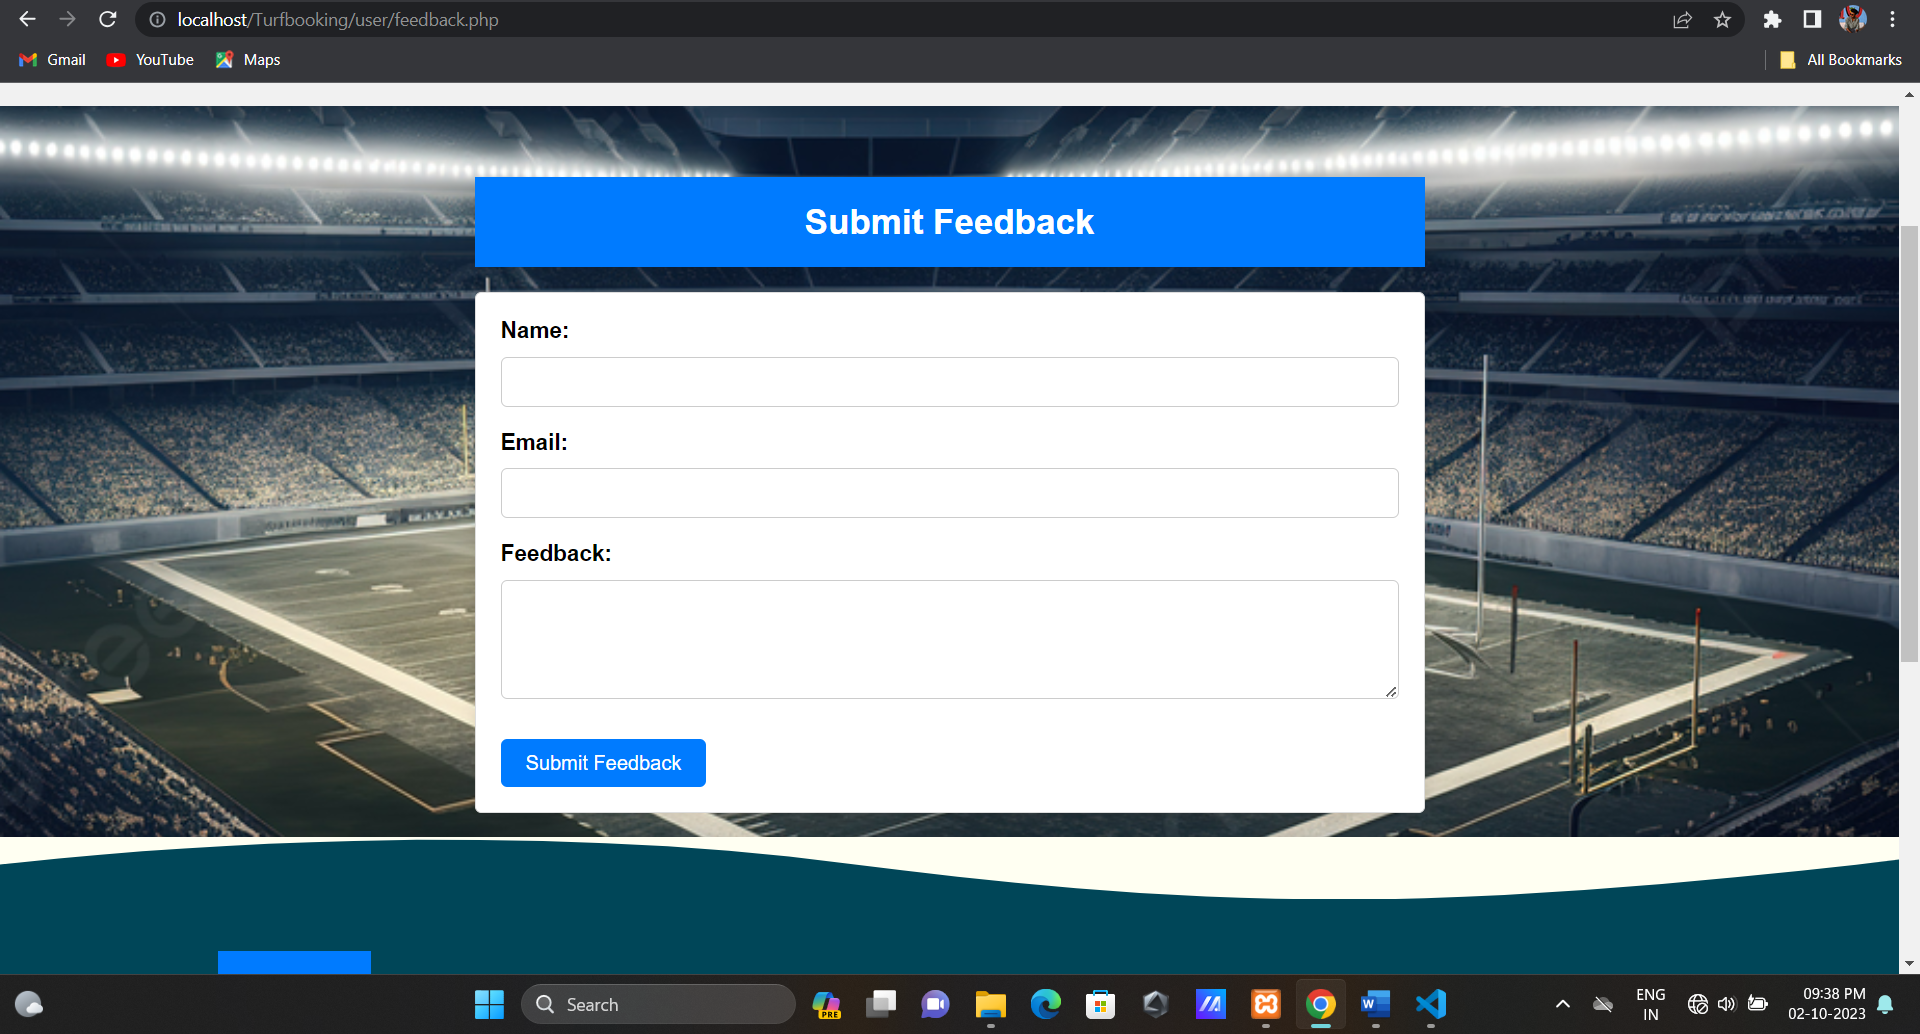 localhost/Turfbooking/user/feedback.php
Gmail YouTube Maps All Bookmarks
Submit Feedback
Name:
Email:
Feedback:
Submit Feedback
Search
PRE
ENG
IN
09:38 PM
02-10-2023